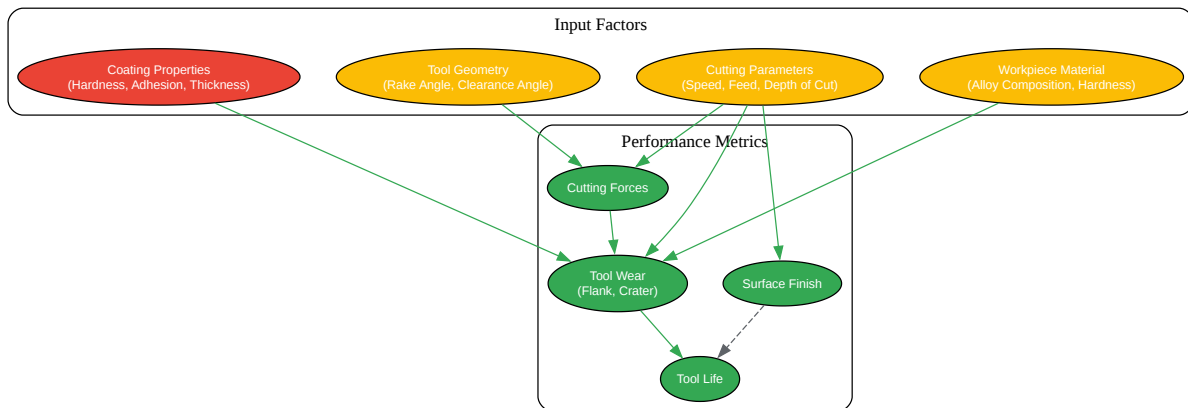 Input Factors
Coating Properties
(Hardness, Adhesion, Thickness)
Tool Geometry
(Rake Angle, Clearance Angle)
Cutting Parameters
(Speed, Feed, Depth of Cut)
Workpiece Material
(Alloy Composition, Hardness)
Performance Metrics
Cutting Forces
Tool Wear
(Flank, Crater)
Surface Finish
Tool Life